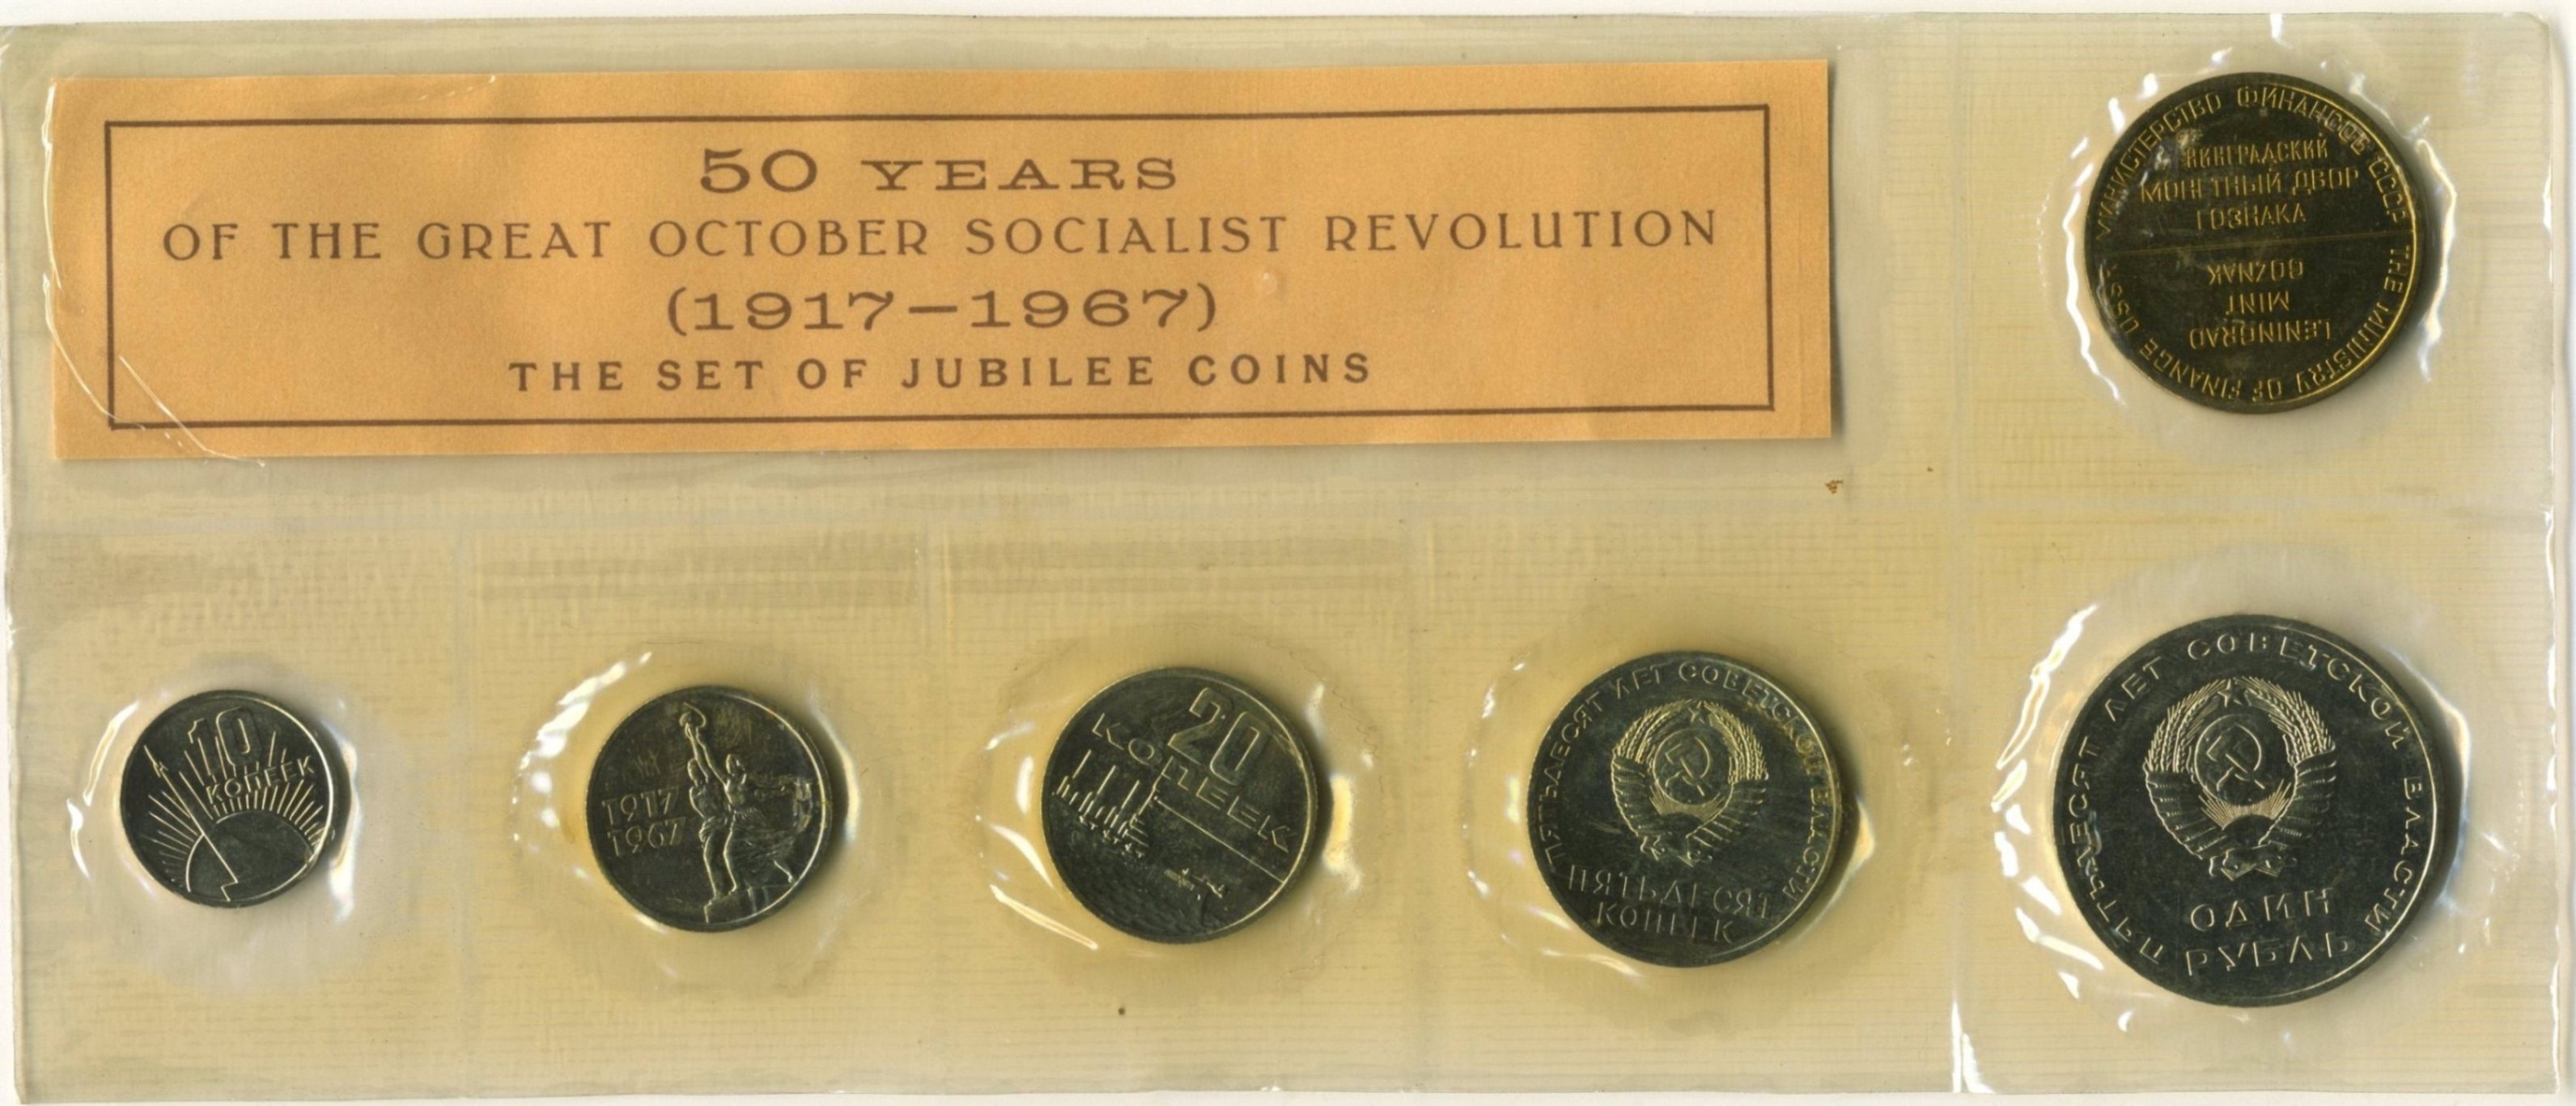 50 YEARS
OF THE GREAT OCTOBER SOCIALIST REVOLUTION
(1917-1967)
THE SET OF JUBILEE COINS
МИНИСТЕРСТВО ФИНАНСОВ СССР
МОНЕТНЫЙ ДВОР
ГОЗНАКА
THE MINISTRY OF FINANCE USSR
LENINGRAD
MINT
GOZNAK
10
КОПЕЕК
1917
1967
20
КОПЕЕК
ПЯТЬДЕСЯТ ЛЕТ СОВЕТСКОЙ ВЛАСТИ
ПЯТЬДЕСЯТ
КОПЕЕК
ПЯТЬДЕСЯТ ЛЕТ СОВЕТСКОЙ ВЛАСТИ
ОДИН
РУБЛЬ